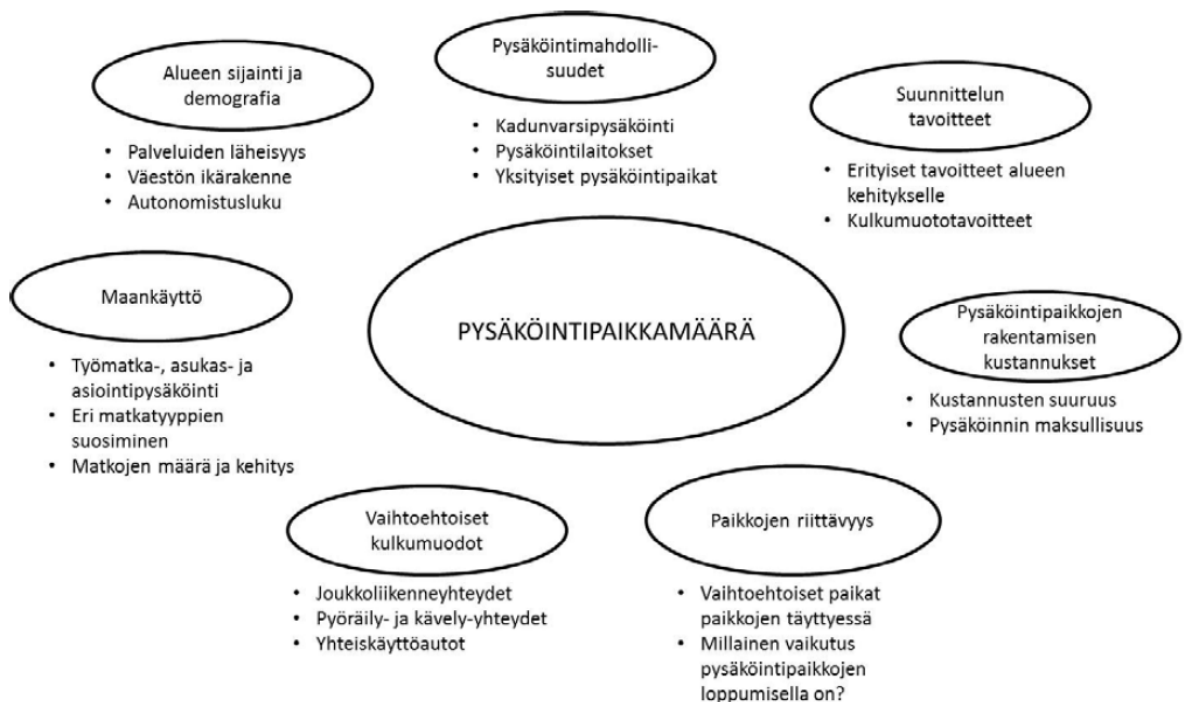 Pysäköintimahdolli-
suudet
• Kadunvarsipysäköinti
• Pysäköintilaitokset
• Yksityiset pysäköintipaikat
Alueen sijainti ja
demografia
• Palveluiden läheisyys
• Väestön ikärakenne
• Autonomistusluku
Suunnittelun
tavoitteet
• Erityiset tavoitteet alueen
kehitykselle
• Kulkumuototavoitteet
Maankäyttö
• Työmatka-, asukas- ja
asiointipysäköinti
• Eri matkatyyppien
suosiminen
• Matkojen määrä ja kehitys
PYSÄKÖINTIPAIKKAMÄÄRÄ
Pysäköintipaikkojen
rakentamisen
kustannukset
• Kustannusten suuruus
• Pysäköinnin maksullisuus
Vaihtoehtoiset
kulkumuodot
• Joukkoliikenneyhteydet
• Pyöräily- ja kävely-yhteydet
• Yhteiskäyttöautot
Paikkojen riittävyys
• Vaihtoehtoiset paikat
paikkojen täyttyessä
• Millainen vaikutus
pysäköintipaikkojen
loppumisella on?